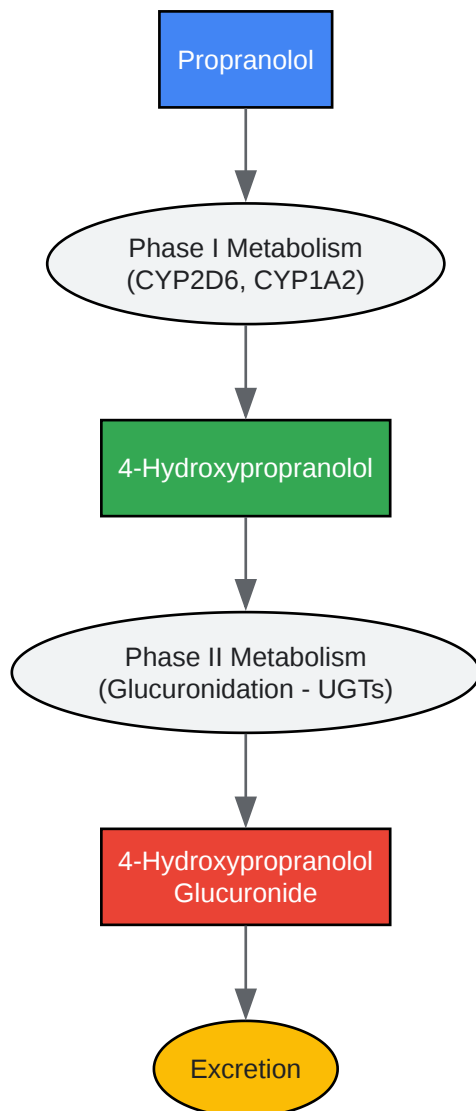 Propranolol
Phase I Metabolism
(CYP2D6, CYP1A2)
4-Hydroxypropranolol
Phase II Metabolism
(Glucuronidation - UGTs)
4-Hydroxypropranolol
Glucuronide
Excretion